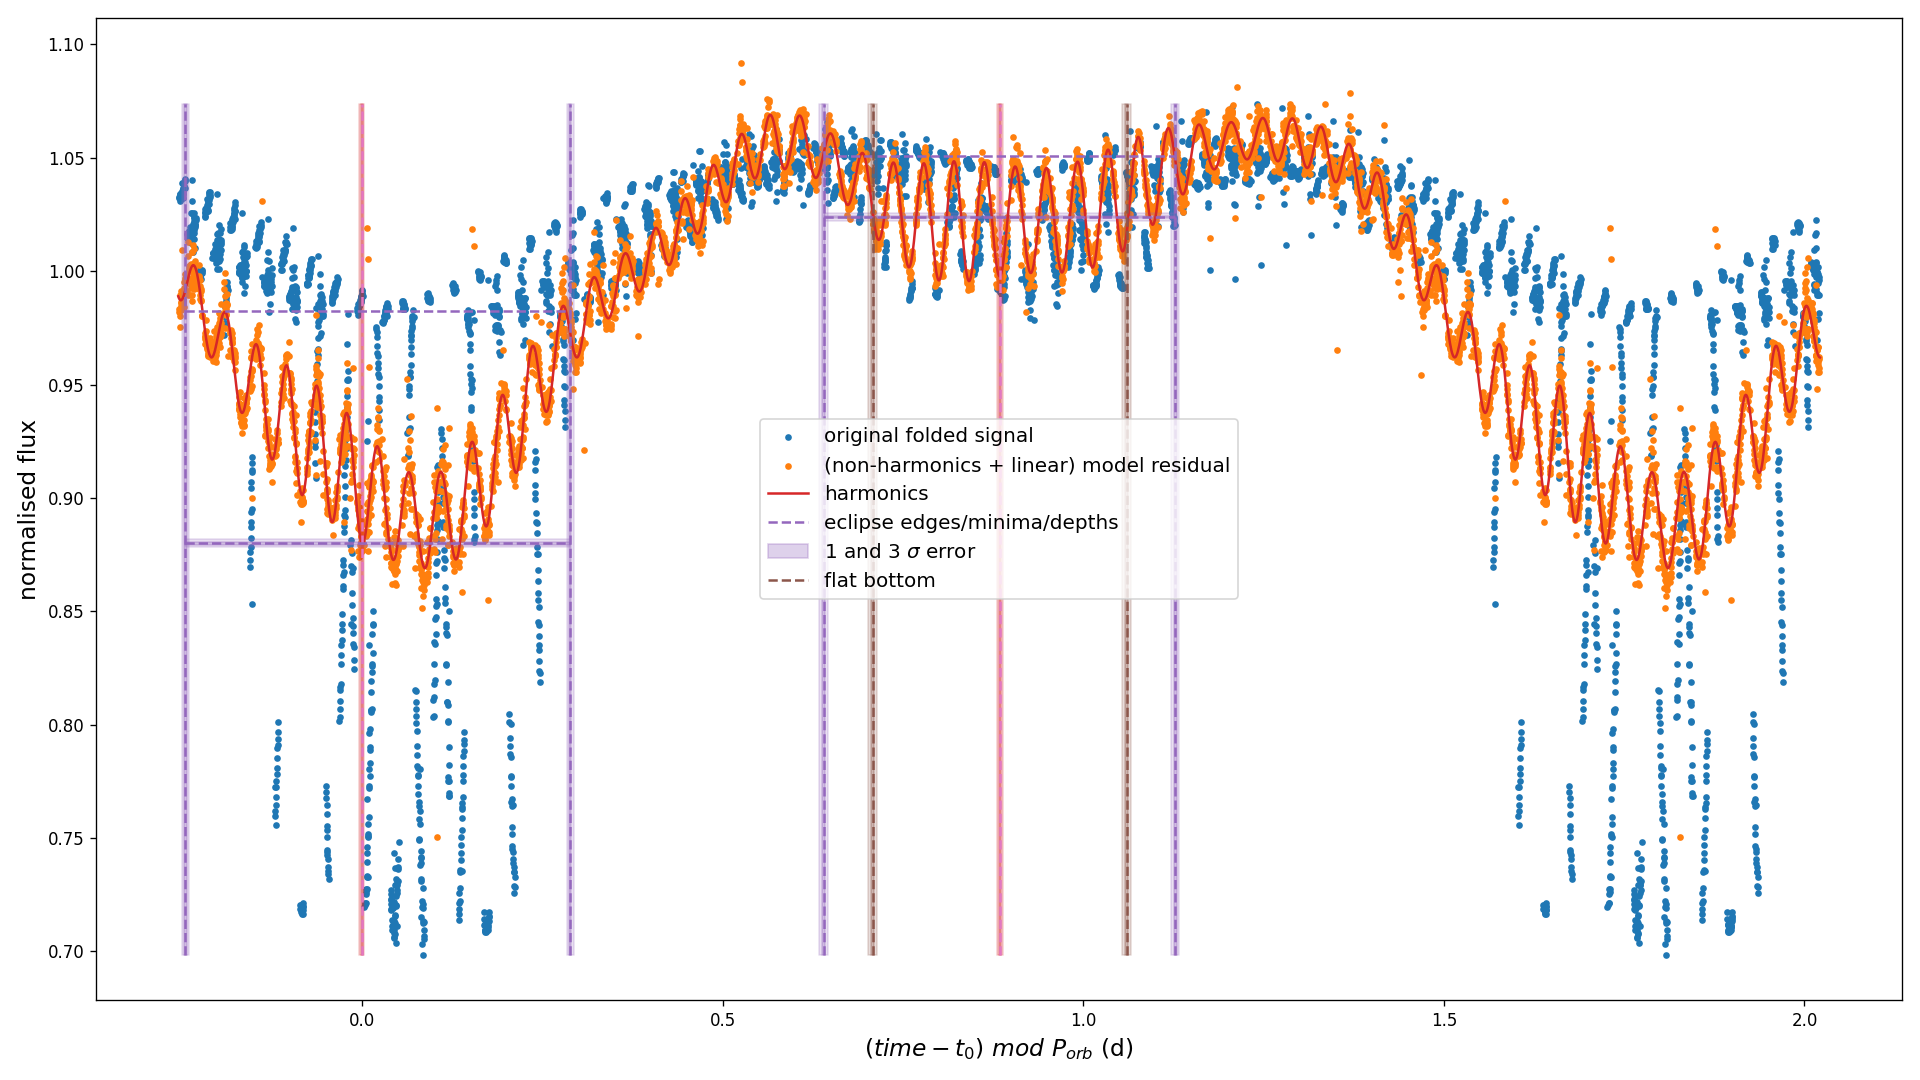 1.10
1.05
1.00
0.95
0.90
0.85
0.80
0.75
0.70
normalised flux
original folded signal
(non-harmonics + linear) model residual
harmonics
eclipse edges/minima/depths
1 and 3 σ error
flat bottom
0.0 0.5 1.0 1.5 2.0
(time − t₀) mod P_orb (d)